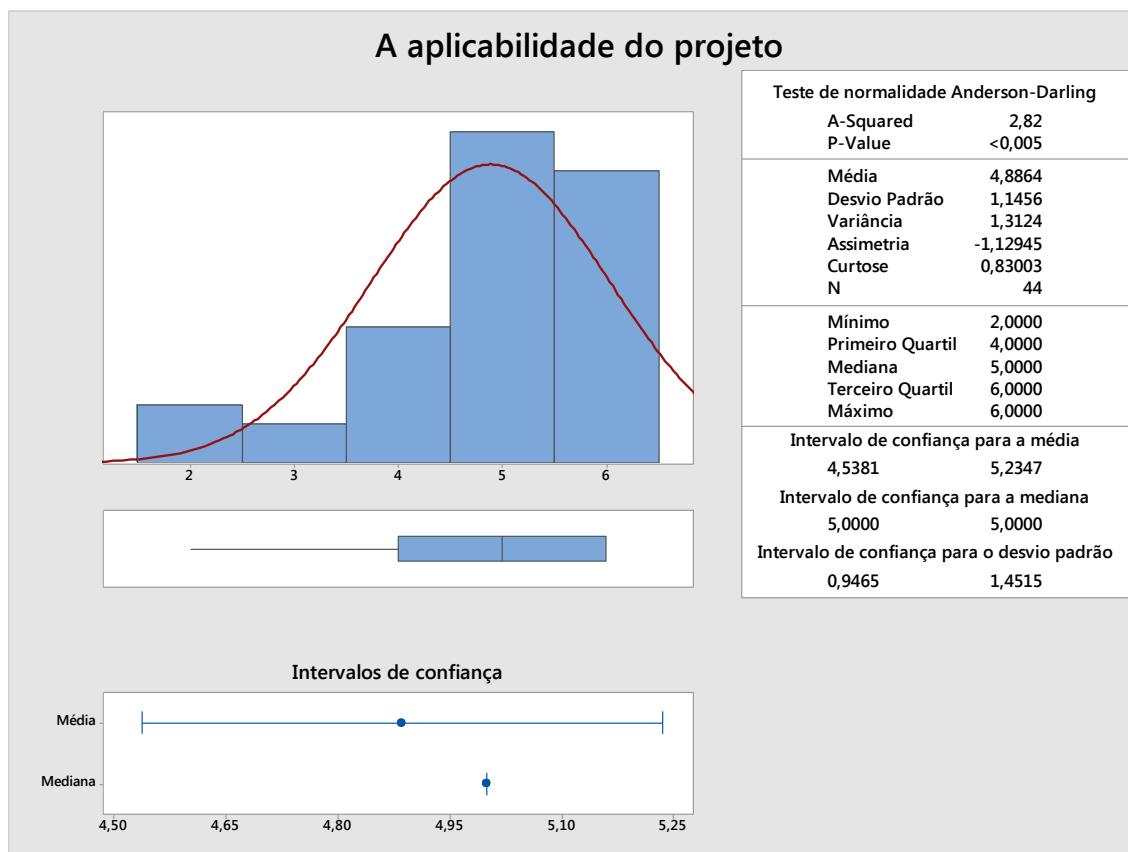 A aplicabilidade do projeto
Teste de normalidade Anderson-Darling
A-Squared 2,82
P-Value <0,005
Média 4,8864
Desvio Padrão 1,1456
Variância 1,3124
Assimetria -1,12945
Curtose 0,83003
N 44
Mínimo 2,0000
Primeiro Quartil 4,0000
Mediana 5,0000
Terceiro Quartil 6,0000
Máximo 6,0000
Intervalo de confiança para a média
4,5381 5,2347
Intervalo de confiança para a mediana
5,0000 5,0000
Intervalo de confiança para o desvio padrão
0,9465 1,4515
2 3 4 5 6
Intervalos de confiança
Média
Mediana
4,50 4,65 4,80 4,95 5,10 5,25